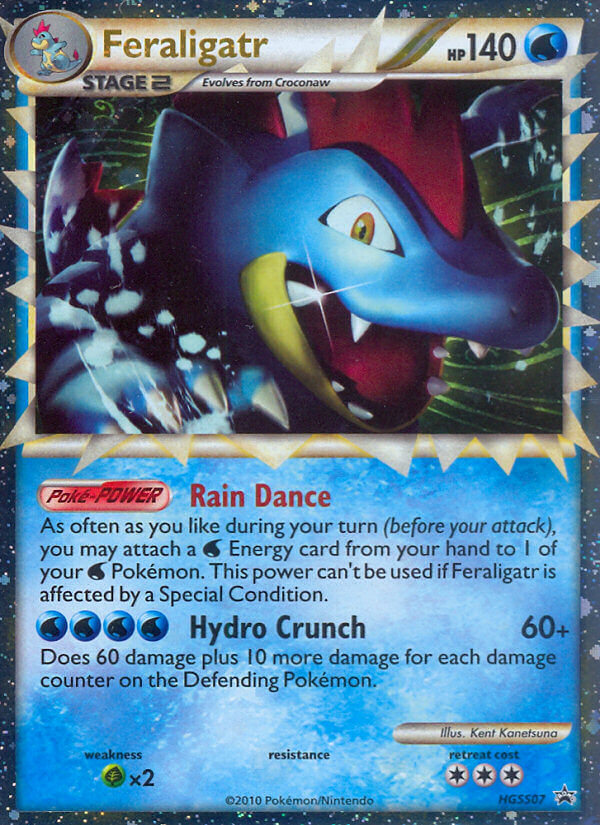 Feraligatr
HP 140
STAGE 2
Evolves from Croconaw
Poké-POWER Rain Dance
As often as you like during your turn (before your attack),
you may attach a Energy card from your hand to 1 of
your Pokémon. This power can't be used if Feraligatr is
affected by a Special Condition.
Hydro Crunch 60+
Does 60 damage plus 10 more damage for each damage
counter on the Defending Pokémon.
Illus. Kent Kanetsuna
weakness resistance retreat cost
×2
©2010 Pokémon/Nintendo
HGSS07